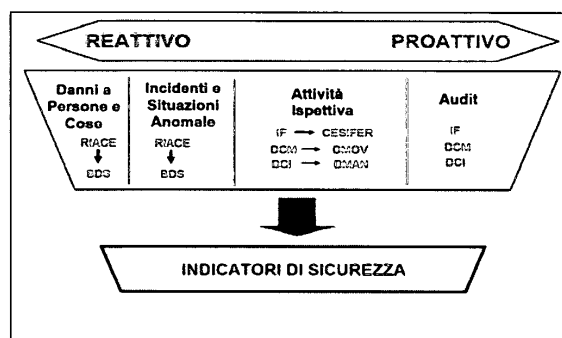 REATTIVO PROATTIVO
Danni a
Persone e
Cose
RIACE
BDS
Incidenti e
Situazioni
Anomale
RIACE
BDS
Attività
Ispettiva
IF CESIFER
DCM DMOV
DCI DMAN
Audit
IF
DCM
DCI
INDICATORI DI SICUREZZA